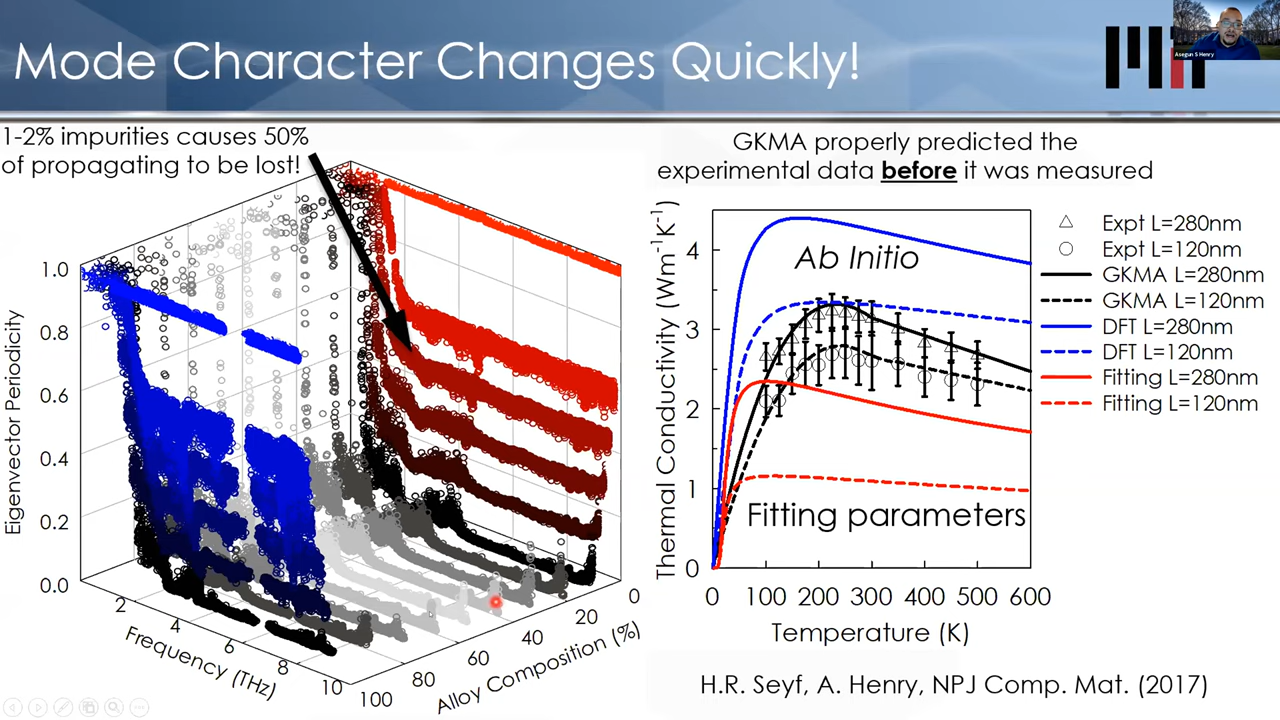 Mode Character Changes Quickly!
Asegun S Henry
1-2% impurities causes 50%
of propagating to be lost!
GKMA properly predicted the
experimental data before it was measured
Eigenvector Periodicity
1.0
0.8
0.6
0.4
0.2
0.0
2
4
6
8
10
Frequency (THz)
100
80
60
40
20
0
Alloy Composition (%)
Thermal Conductivity (Wm⁻¹K⁻¹)
4
3
2
1
0
Ab Initio
Fitting parameters
0 100 200 300 400 500 600
Temperature (K)
Expt L=280nm
Expt L=120nm
GKMA L=280nm
GKMA L=120nm
DFT L=280nm
DFT L=120nm
Fitting L=280nm
Fitting L=120nm
H.R. Seyf, A. Henry, NPJ Comp. Mat. (2017)